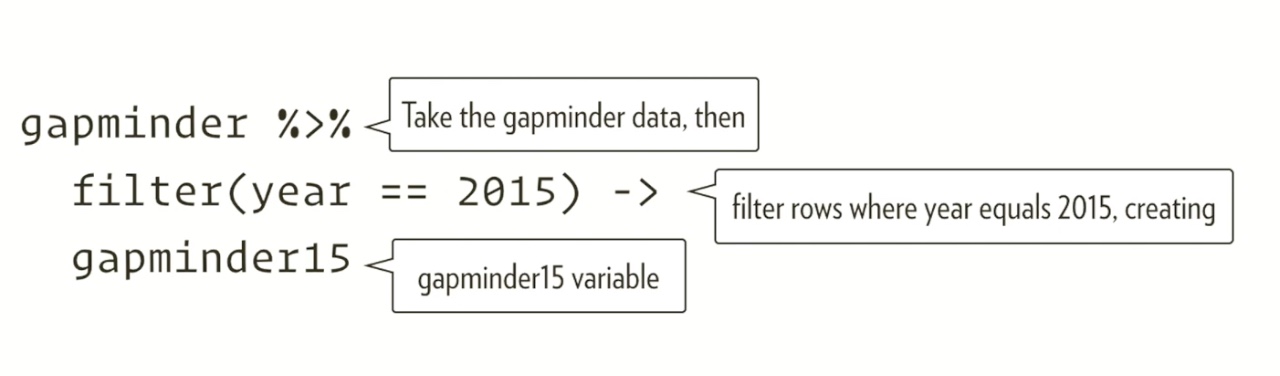 gapminder %>%
Take the gapminder data, then
filter(year == 2015) ->
filter rows where year equals 2015, creating
gapminder15
gapminder15 variable